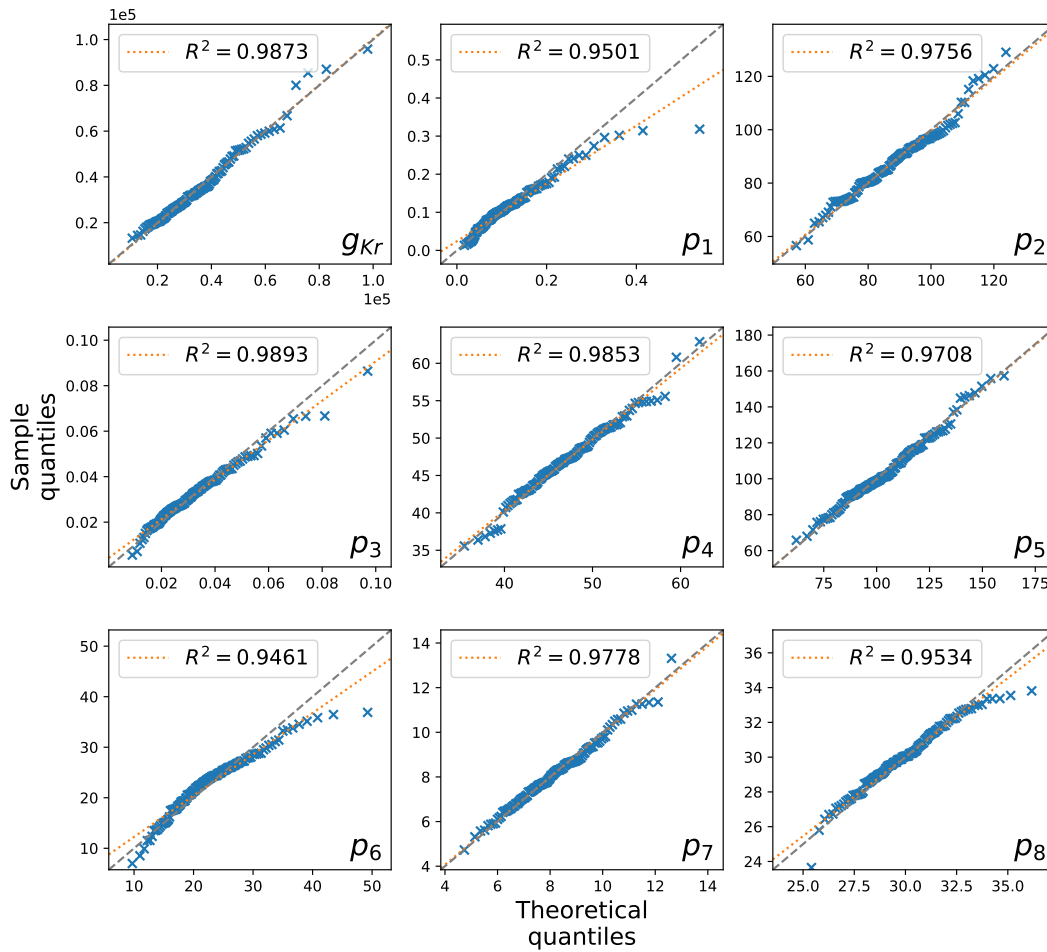 1e5
R² = 0.9873
R² = 0.9501
R² = 0.9756
1.0
0.8
0.6
0.4
0.2
0.5
0.4
0.3
0.2
0.1
0.0
120
100
80
60
g_Kr
p_1
p_2
0.2 0.4 0.6 0.8 1.0
1e5
0.0 0.2 0.4
60 80 100 120
R² = 0.9893
R² = 0.9853
R² = 0.9708
0.10
0.08
0.06
0.04
0.02
60
55
50
45
40
35
180
160
140
120
100
80
60
p_3
p_4
p_5
0.02 0.04 0.06 0.08 0.10
40 50 60
75 100 125 150 175
Sample
quantiles
R² = 0.9461
R² = 0.9778
R² = 0.9534
50
40
30
20
10
14
12
10
8
6
4
36
34
32
30
28
26
24
p_6
p_7
p_8
10 20 30 40 50
4 6 8 10 12 14
25.0 27.5 30.0 32.5 35.0
Theoretical
quantiles